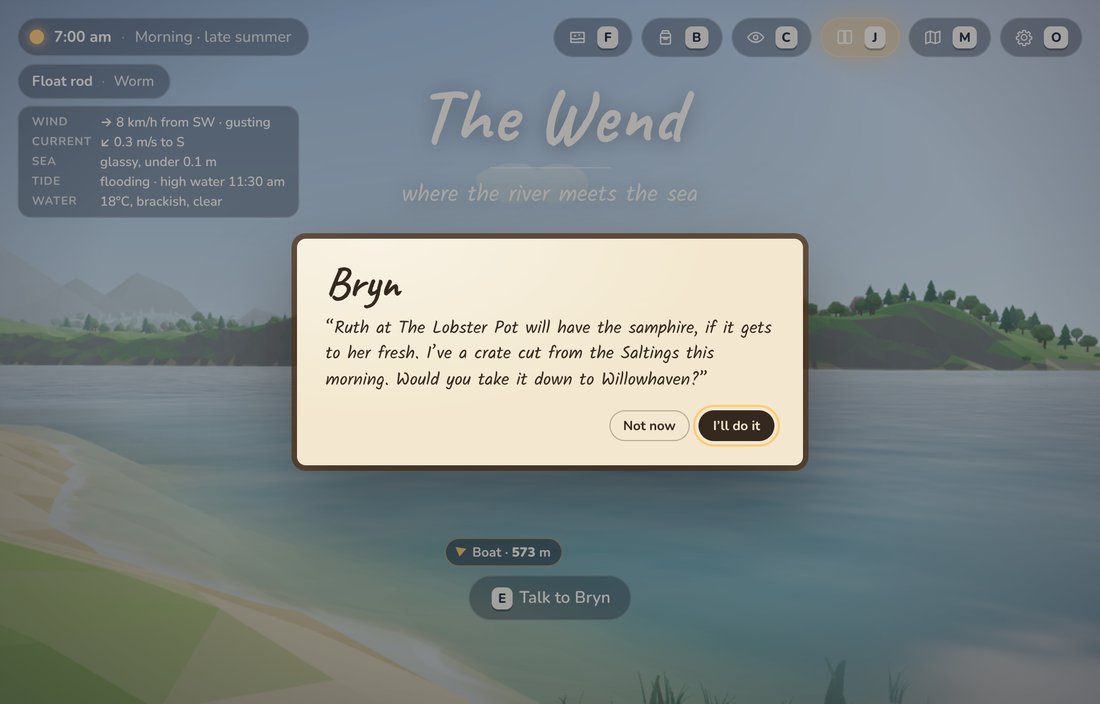 7:00 am · Morning · late summer
F
B
C
J
M
O
Float rod · Worm
WIND → 8 km/h from SW · gusting
CURRENT ↙ 0.3 m/s to S
SEA glassy, under 0.1 m
TIDE flooding · high water 11:30 am
WATER 18°C, brackish, clear
The Wend
where the river meets the sea
Bryn
“Ruth at The Lobster Pot will have the samphire, if it gets
to her fresh. I’ve a crate cut from the Saltings this
morning. Would you take it down to Willowhaven?”
Not now
I’ll do it
Boat · 573 m
E Talk to Bryn